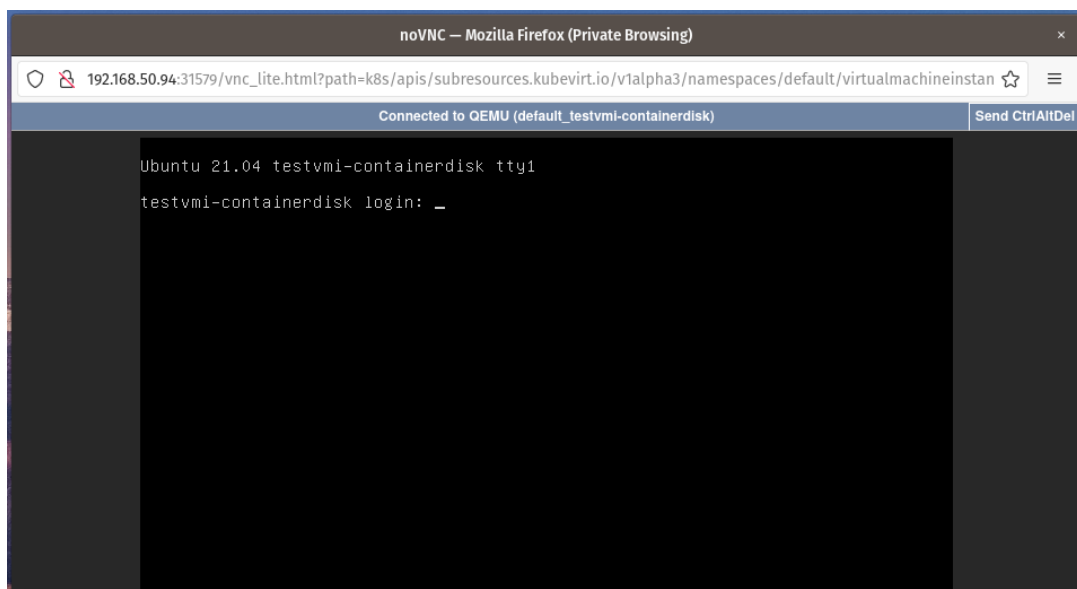 noVNC — Mozilla Firefox (Private Browsing)
192.168.50.94:31579/vnc_lite.html?path=k8s/apis/subresources.kubevirt.io/v1alpha3/namespaces/default/virtualmachineinstan
Connected to QEMU (default_testvmi-containerdisk)
Send CtrlAltDel
Ubuntu 21.04 testvmi-containerdisk tty1
testvmi-containerdisk login: _